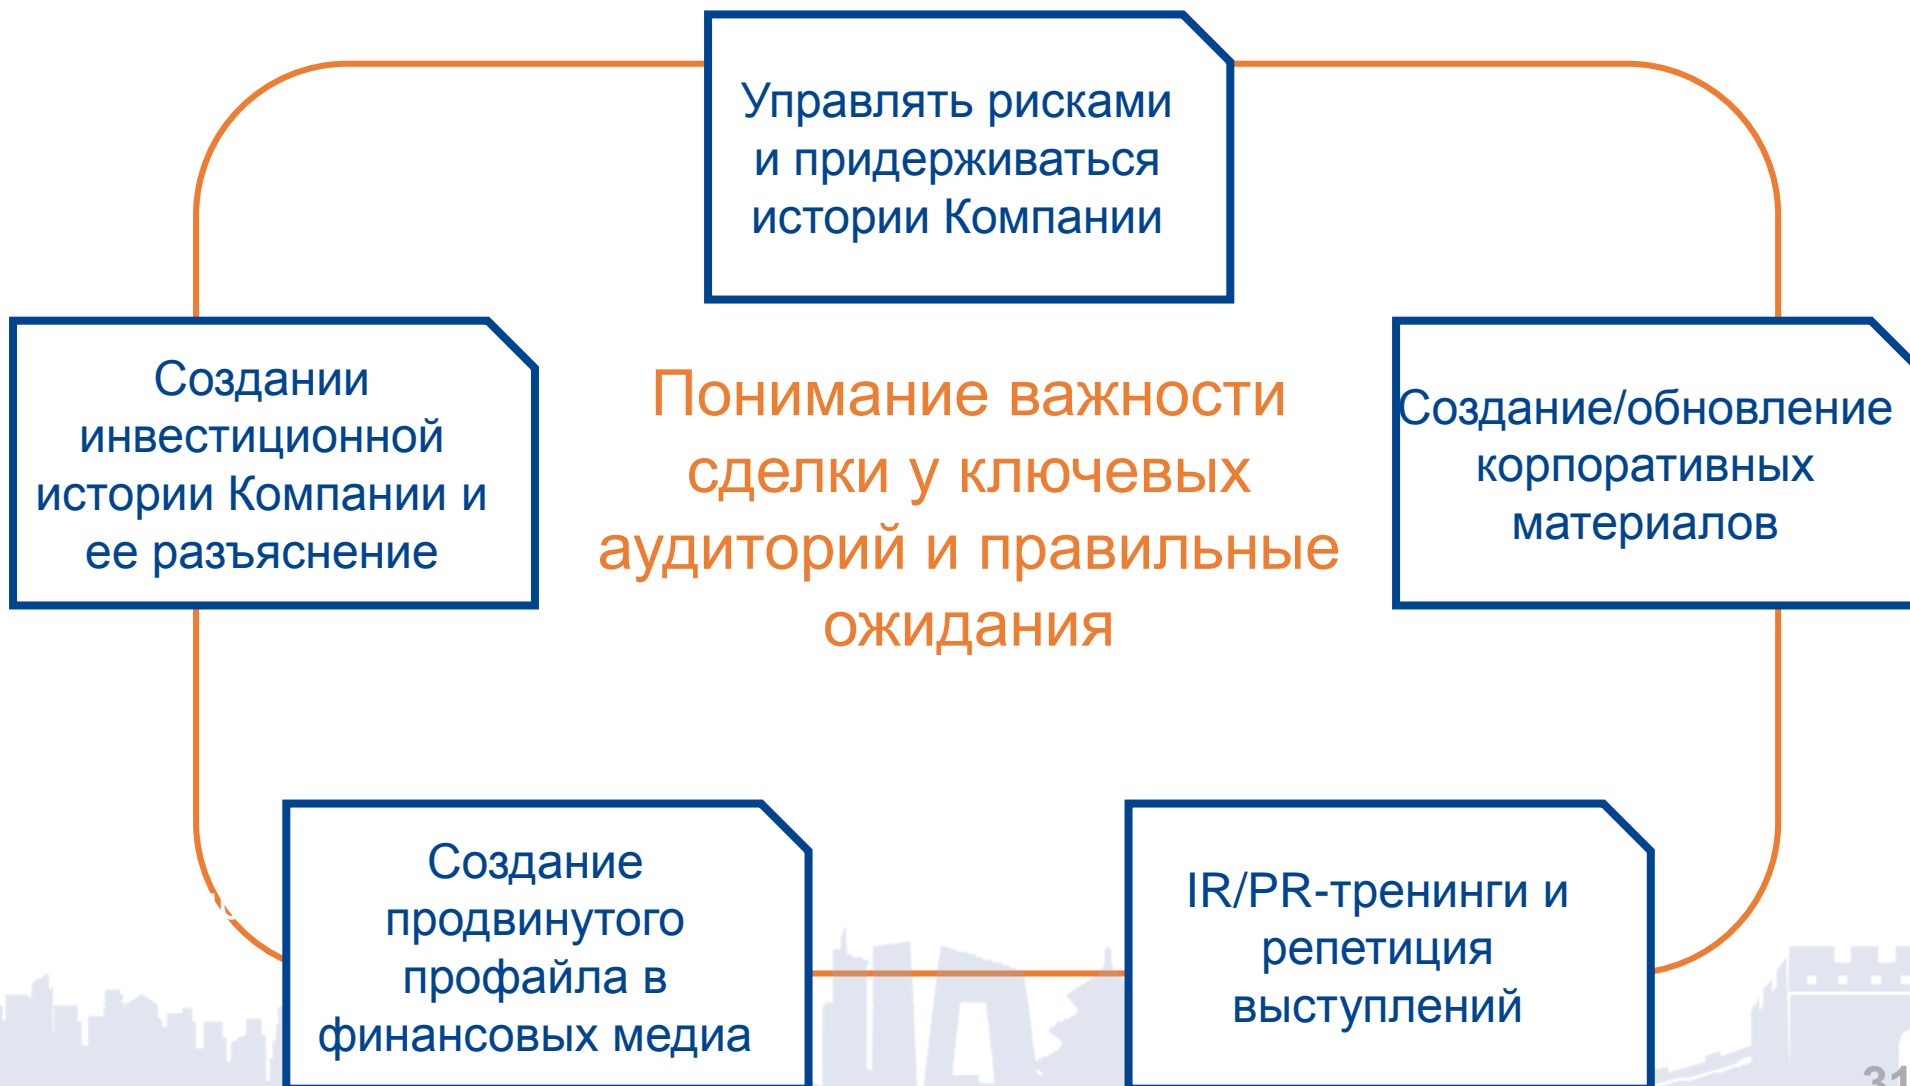 Управлять рисками
и придерживаться
истории Компании
Создании
инвестиционной
истории Компании и
ее разъяснение
Понимание важности
сделки у ключевых
аудиторий и правильные
ожидания
Создание/обновление
корпоративных
материалов
Создание
продвинутого
профайла в
финансовых медиа
IR/PR-тренинги и
репетиция
выступлений
31